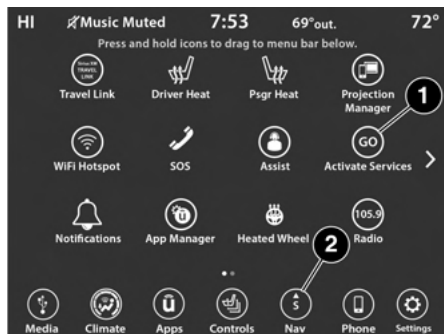 HI Music Muted 7:53 69°out. 72°
Press and hold icons to drag to menu bar below.
SiriusXM
TRAVEL
LINK
Travel Link Driver Heat Psgr Heat Projection
Manager
1
GO
WiFi Hotspot SOS Assist Activate Services
ū 105.9
Notifications App Manager Heated Wheel Radio
2
ū S
Media Climate Apps Controls Nav Phone Settings